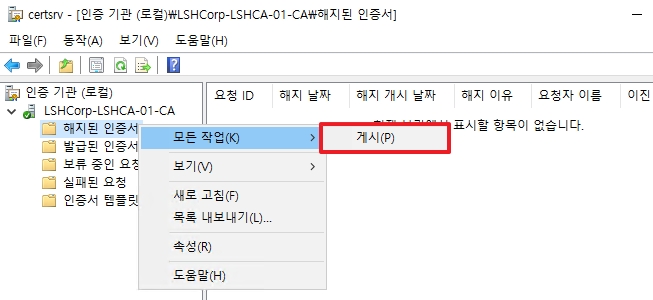 certsrv - [인증 기관 (로컬)₩LSHCorp-LSHCA-01-CA₩해지된 인증서]
파일(F) 동작(A) 보기(V) 도움말(H)
인증 기관 (로컬)
LSHCorp-LSHCA-01-CA
해지된 인증서
발급된 인증서
보류 중인 요청
실패된 요청
인증서 템플릿
요청 ID 해지 날짜 해지 개시 날짜 해지 이유 요청자 이름 이진
표시할 항목이 없습니다.
모든 작업(K)
게시(P)
보기(V)
새로 고침(F)
목록 내보내기(L)...
속성(R)
도움말(H)